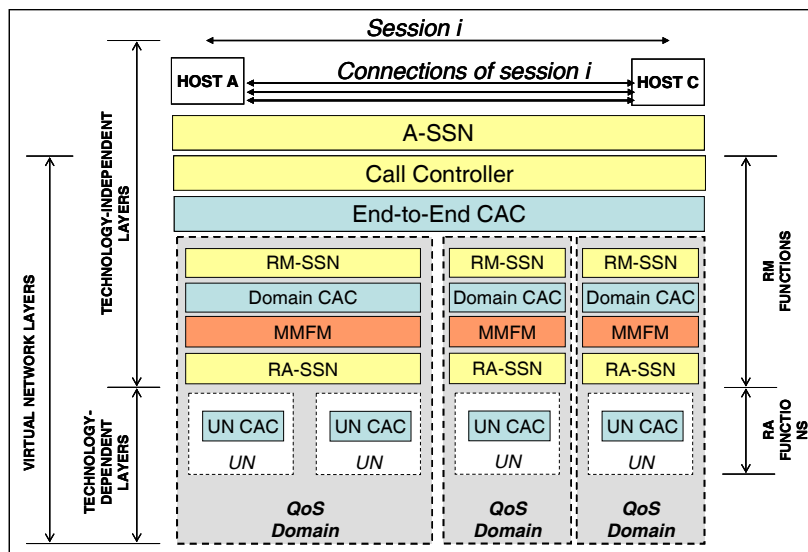 Session i
HOST A
Connections of session i
HOST C
A-SSN
Call Controller
End-to-End CAC
RM-SSN
RM-SSN
RM-SSN
Domain CAC
Domain CAC
Domain CAC
MMFM
MMFM
MMFM
RA-SSN
RA-SSN
RA-SSN
UN CAC
UN CAC
UN CAC
UN CAC
UN
UN
UN
UN
QoS
Domain
QoS
Domain
QoS
Domain
VIRTUAL NETWORK LAYERS
TECHNOLOGY-INDEPENDENT
LAYERS
TECHNOLOGY-
DEPENDENT
LAYERS
RM
FUNCTIONS
RA
FUNCTIO
NS